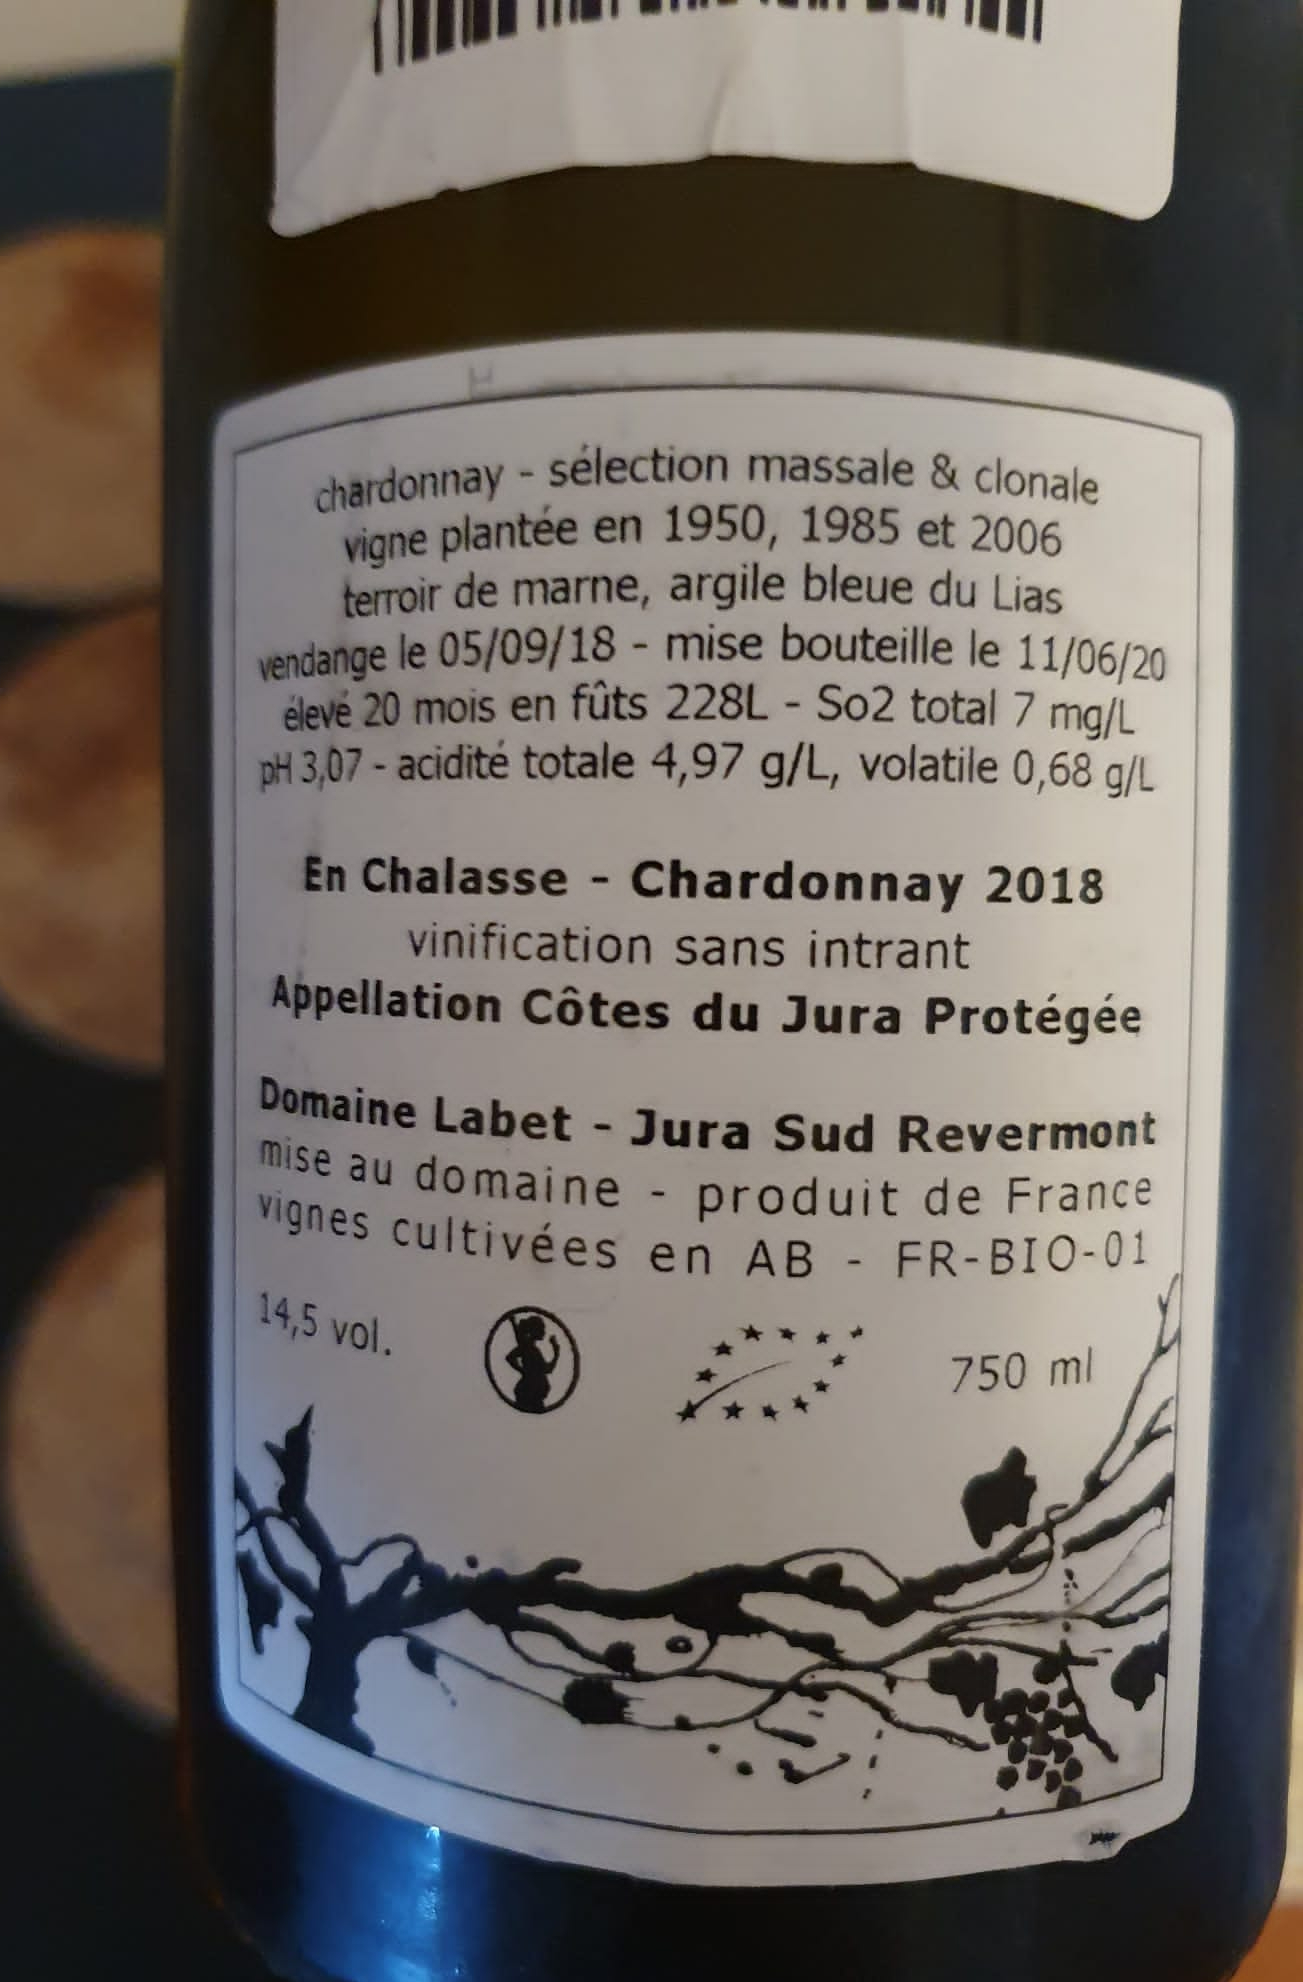 chardonnay - sélection massale & clonale
vigne plantée en 1950, 1985 et 2006
terroir de marne, argile bleue du Lias
vendange le 05/09/18 - mise bouteille le 11/06/20
élevé 20 mois en fûts 228L - So2 total 7 mg/L
pH 3,07 - acidité totale 4,97 g/L, volatile 0,68 g/L
En Chalasse - Chardonnay 2018
vinification sans intrant
Appellation Côtes du Jura Protégée
Domaine Labet - Jura Sud Revermont
mise au domaine - produit de France
vignes cultivées en AB - FR-BIO-01
14,5 vol.
750 ml